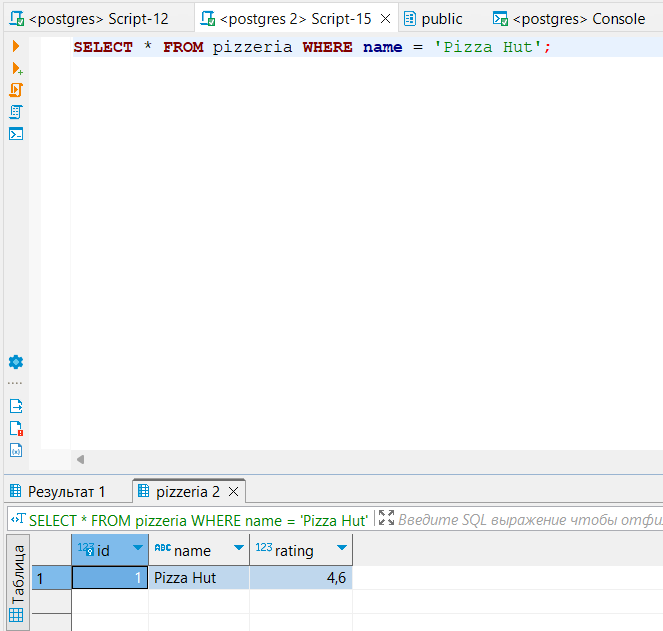 <postgres> Script-12 <postgres 2> Script-15 public <postgres> Console
SELECT * FROM pizzeria WHERE name = 'Pizza Hut';
Результат 1 pizzeria 2
SELECT * FROM pizzeria WHERE name = 'Pizza Hut' Введите SQL выражение чтобы отфи
Таблица
123 id ABC name 123 rating
1 1 Pizza Hut 4,6